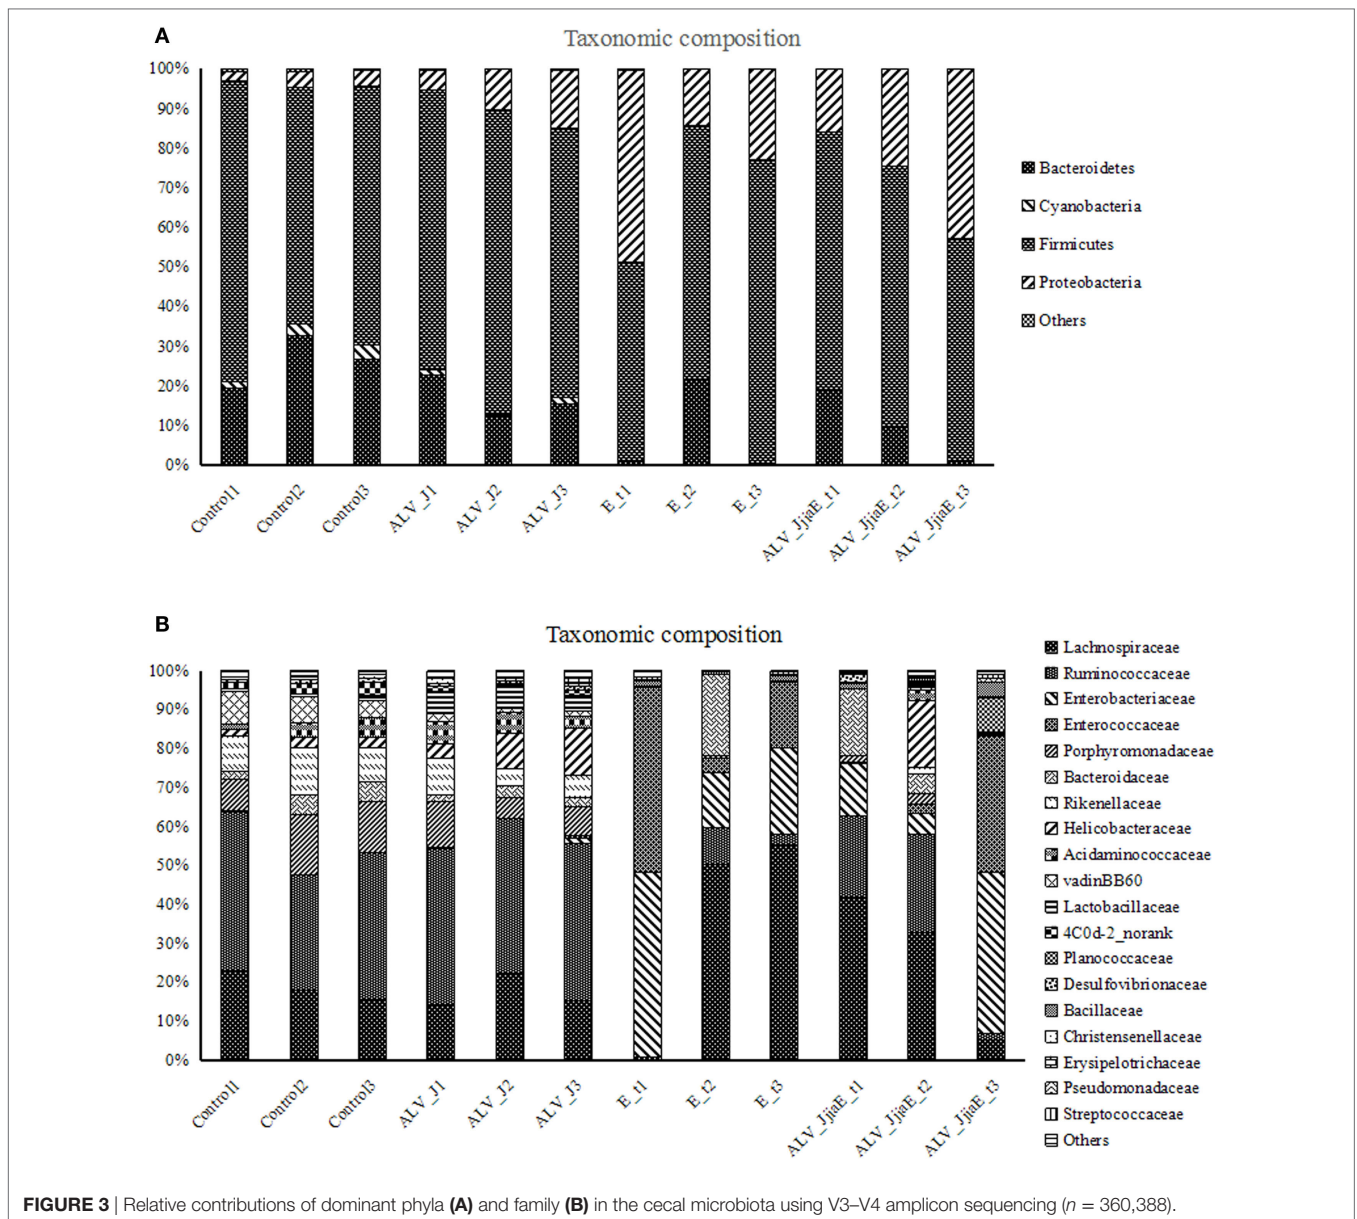 A
Taxonomic composition
100%
90%
80%
70%
60%
50%
40%
30%
20%
10%
0%
Control1
Control2
Control3
ALV_J1
ALV_J2
ALV_J3
E_t1
E_t2
E_t3
ALV_JjiaE_t1
ALV_JjiaE_t2
ALV_JjiaE_t3
Bacteroidetes
Cyanobacteria
Firmicutes
Proteobacteria
Others
B
Taxonomic composition
100%
90%
80%
70%
60%
50%
40%
30%
20%
10%
0%
Control1
Control2
Control3
ALV_J1
ALV_J2
ALV_J3
E_t1
E_t2
E_t3
ALV_JjiaE_t1
ALV_JjiaE_t2
ALV_JjiaE_t3
Lachnospiraceae
Ruminococcaceae
Enterobacteriaceae
Enterococcaceae
Porphyromonadaceae
Bacteroidaceae
Rikenellaceae
Helicobacteraceae
Acidaminococcaceae
vadinBB60
Lactobacillaceae
4C0d-2_norank
Planococcaceae
Desulfovibrionaceae
Bacillaceae
Christensenellaceae
Erysipelotrichaceae
Pseudomonadaceae
Streptococcaceae
Others
FIGURE 3 | Relative contributions of dominant phyla (A) and family (B) in the cecal microbiota using V3–V4 amplicon sequencing (n = 360,388).